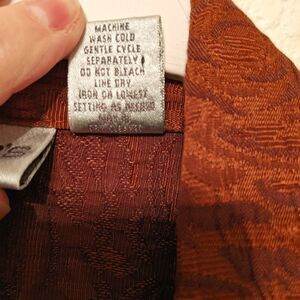 MACHINE
WASH COLD
GENTLE CYCLE
SEPARATELY
DO NOT BLEACH
LINE DRY
IRON ON LOWEST
SETTING AS NEEDED